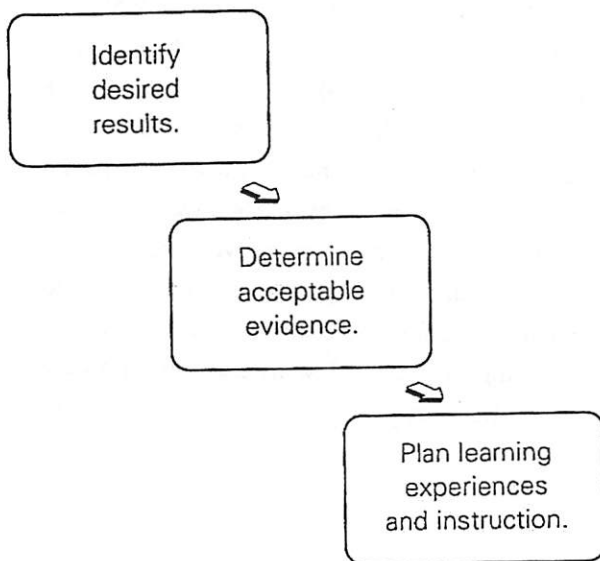 Identify
desired
results.
Determine
acceptable
evidence.
Plan learning
experiences
and instruction.